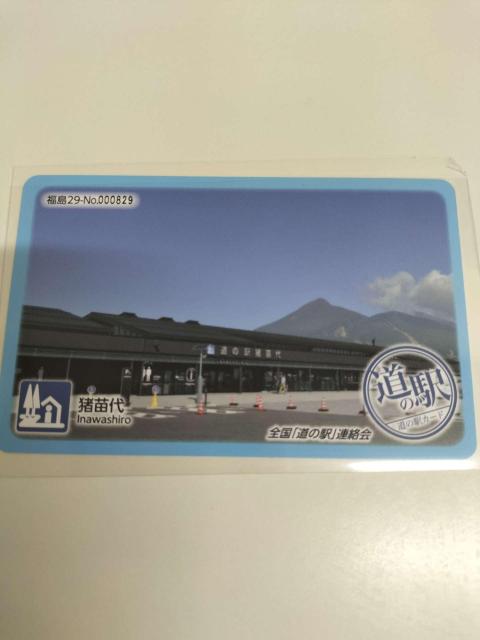 福島29-No.000829
道の駅猪苗代
猪苗代
Inawashiro
全国「道の駅」連絡会
道の駅
道の駅カード